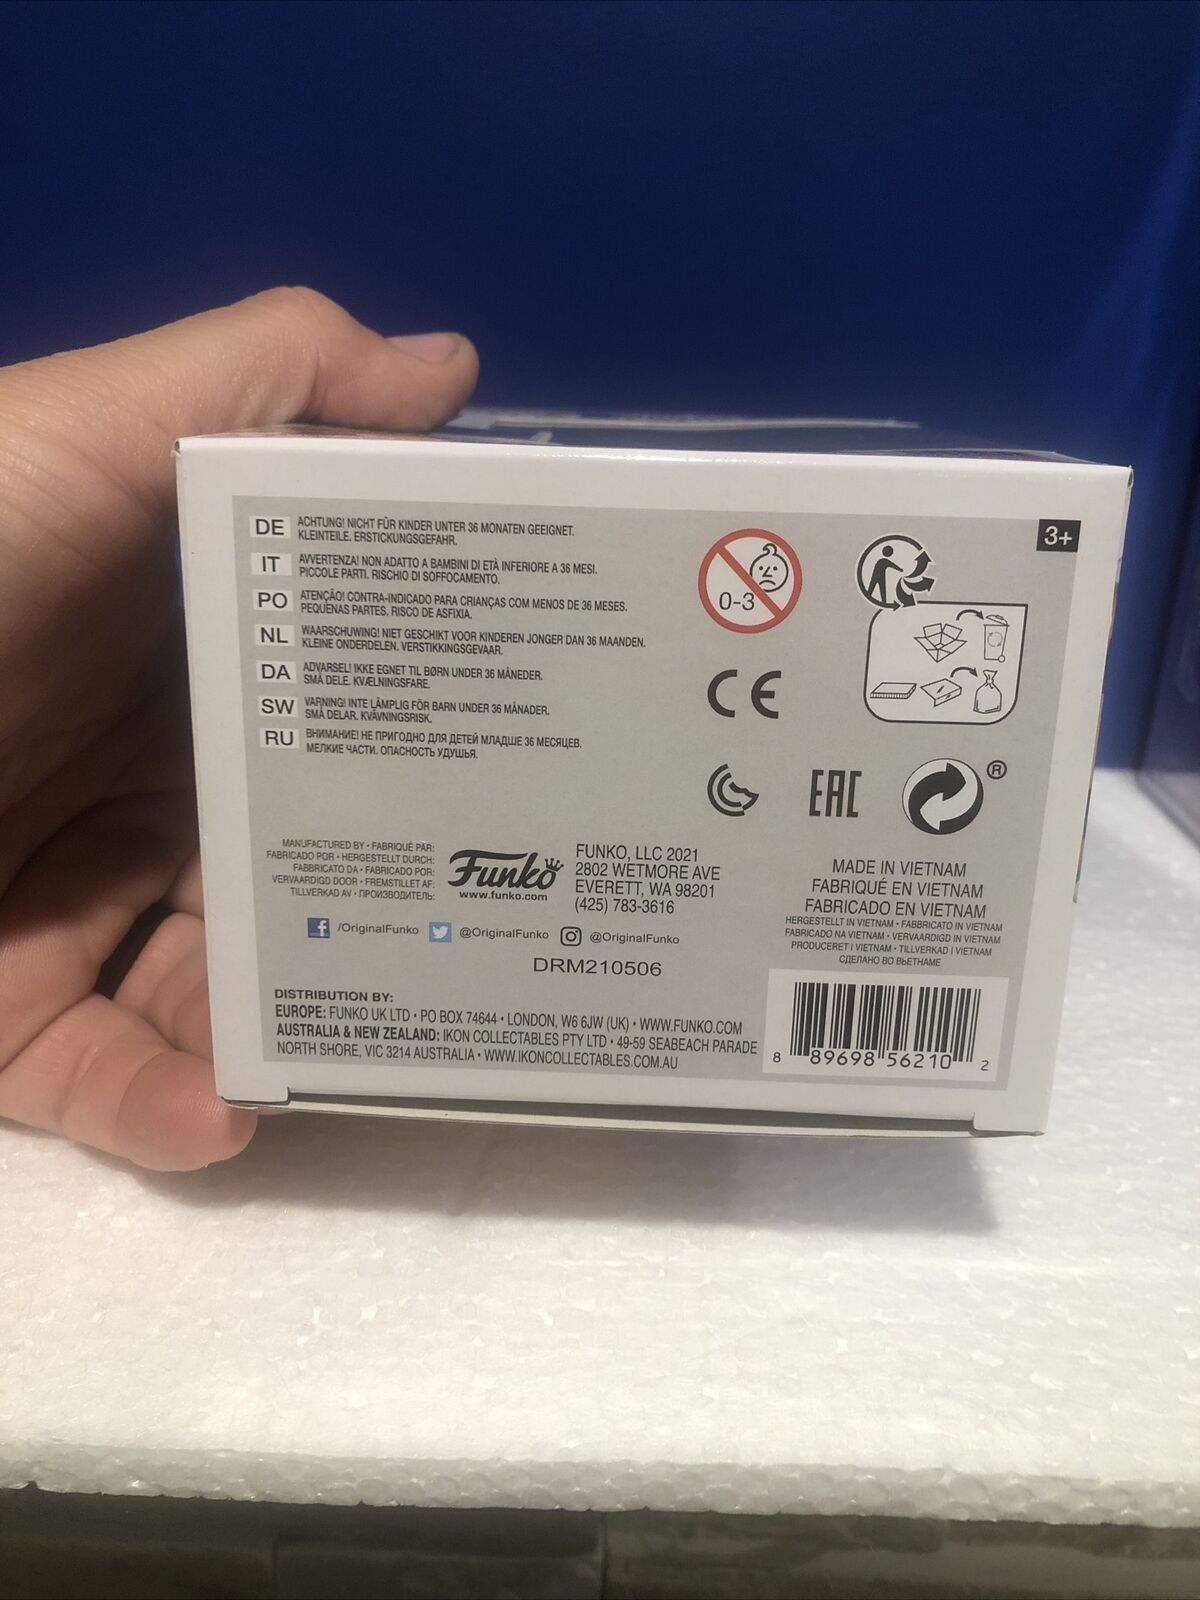 DE ACHTUNG! NICHT FÜR KINDER UNTER 36 MONATEN GEEIGNET.
KLEINTEILE. ERSTICKUNGSGEFAHR.
IT AVVERTENZA! NON ADATTO A BAMBINI DI ETÀ INFERIORE A 36 MESI.
PICCOLE PARTI. RISCHIO DI SOFFOCAMENTO.
PO ATENÇÃO! CONTRA-INDICADO PARA CRIANÇAS COM MENOS DE 36 MESES.
PEQUENAS PARTES. RISCO DE ASFIXIA.
NL WAARSCHUWING! NIET GESCHIKT VOOR KINDEREN JONGER DAN 36 MAANDEN.
KLEINE ONDERDELEN. VERSTIKKINGSGEVAAR.
DA ADVARSEL! IKKE EGNET TIL BØRN UNDER 36 MÅNEDER.
SMÅ DELE. KVÆLNINGSFARE.
SW VARNING! INTE LÄMPLIG FÖR BARN UNDER 36 MÅNADER.
SMÅ DELAR. KVÄVNINGSRISK.
RU ВНИМАНИЕ! НЕ ПРИГОДНО ДЛЯ ДЕТЕЙ МЛАДШЕ 36 МЕСЯЦЕВ.
МЕЛКИЕ ЧАСТИ. ОПАСНОСТЬ УДУШЬЯ.
0-3
3+
CE
EAC
®
MANUFACTURED BY • FABRIQUÉ PAR:
FABRICADO POR • HERGESTELLT DURCH:
FABBRICATO DA • FABRICADO POR:
VERVAARDIGD DOOR • FREMSTILLET AF:
TILLVERKAD AV • ПРОИЗВОДИТЕЛЬ:
Funko
www.funko.com
FUNKO, LLC 2021
2802 WETMORE AVE
EVERETT, WA 98201
(425) 783-3616
MADE IN VIETNAM
FABRIQUÉ EN VIETNAM
FABRICADO EN VIETNAM
HERGESTELLT IN VIETNAM • FABBRICATO IN VIETNAM
FABRICADO NA VIETNAM • VERVAARDIGD IN VIETNAM
PRODUCERET I VIETNAM • TILLVERKAD I VIETNAM
СДЕЛАНО ВО ВЬЕТНАМЕ
/OriginalFunko @OriginalFunko @OriginalFunko
DRM210506
DISTRIBUTION BY:
EUROPE: FUNKO UK LTD • PO BOX 74644 • LONDON, W6 6JW (UK) • WWW.FUNKO.COM
AUSTRALIA & NEW ZEALAND: IKON COLLECTABLES PTY LTD • 49-59 SEABEACH PARADE
NORTH SHORE, VIC 3214 AUSTRALIA • WWW.IKONCOLLECTABLES.COM.AU
8 89698 56210 2